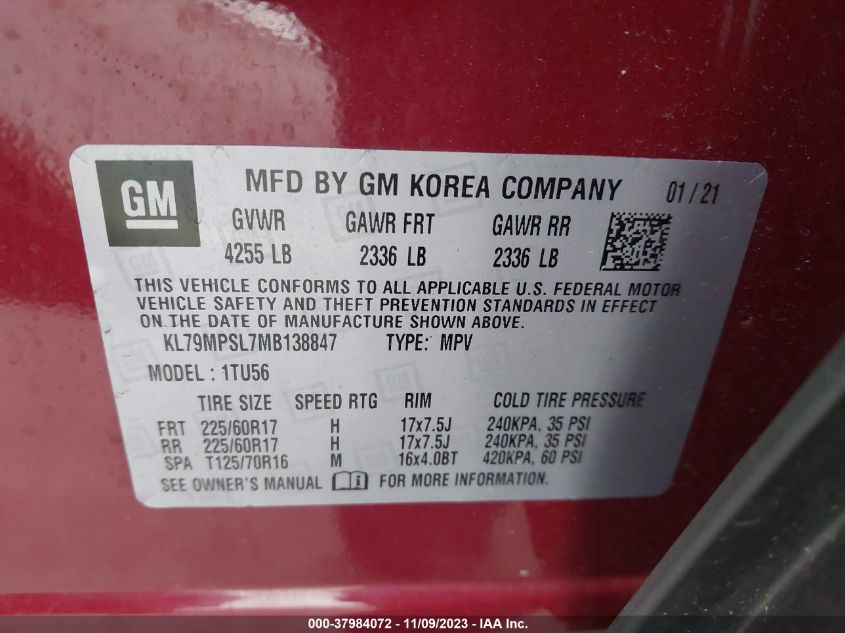 GM MFD BY GM KOREA COMPANY 01/21
GVWR GAWR FRT GAWR RR
4255 LB 2336 LB 2336 LB
THIS VEHICLE CONFORMS TO ALL APPLICABLE U.S. FEDERAL MOTOR
VEHICLE SAFETY AND THEFT PREVENTION STANDARDS IN EFFECT
ON THE DATE OF MANUFACTURE SHOWN ABOVE.
KL79MPSL7MB138847 TYPE: MPV
MODEL : 1TU56
TIRE SIZE SPEED RTG RIM COLD TIRE PRESSURE
FRT 225/60R17 H 17x7.5J 240KPA, 35 PSI
RR 225/60R17 H 17x7.5J 240KPA, 35 PSI
SPA T125/70R16 M 16x4.0BT 420KPA, 60 PSI
SEE OWNER'S MANUAL FOR MORE INFORMATION.
000-37984072 - 11/09/2023 - IAA Inc.